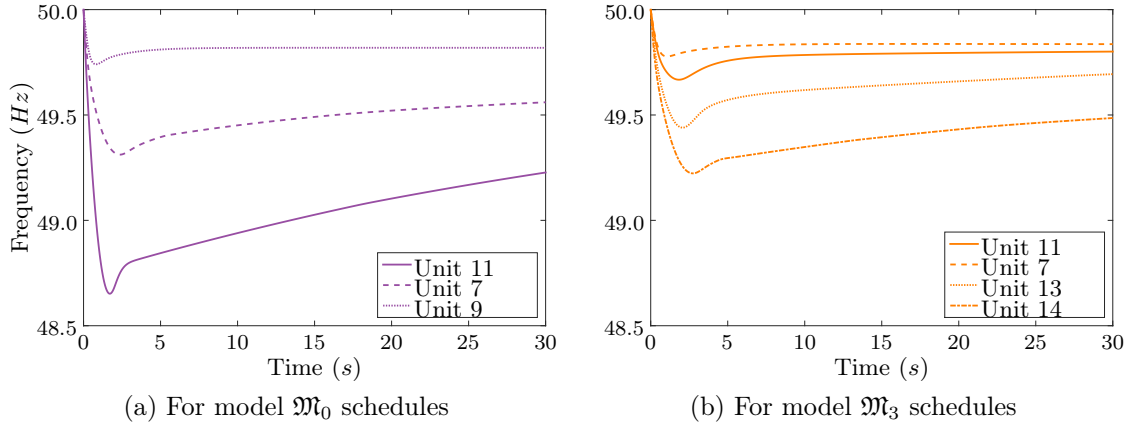 50.0
49.5
49.0
48.5
Frequency (Hz)
0 5 10 15 20 25 30
Time (s)
Unit 11
Unit 7
Unit 9
(a) For model 𝔐₀ schedules
50.0
49.5
49.0
48.5
0 5 10 15 20 25 30
Time (s)
Unit 11
Unit 7
Unit 13
Unit 14
(b) For model 𝔐₃ schedules